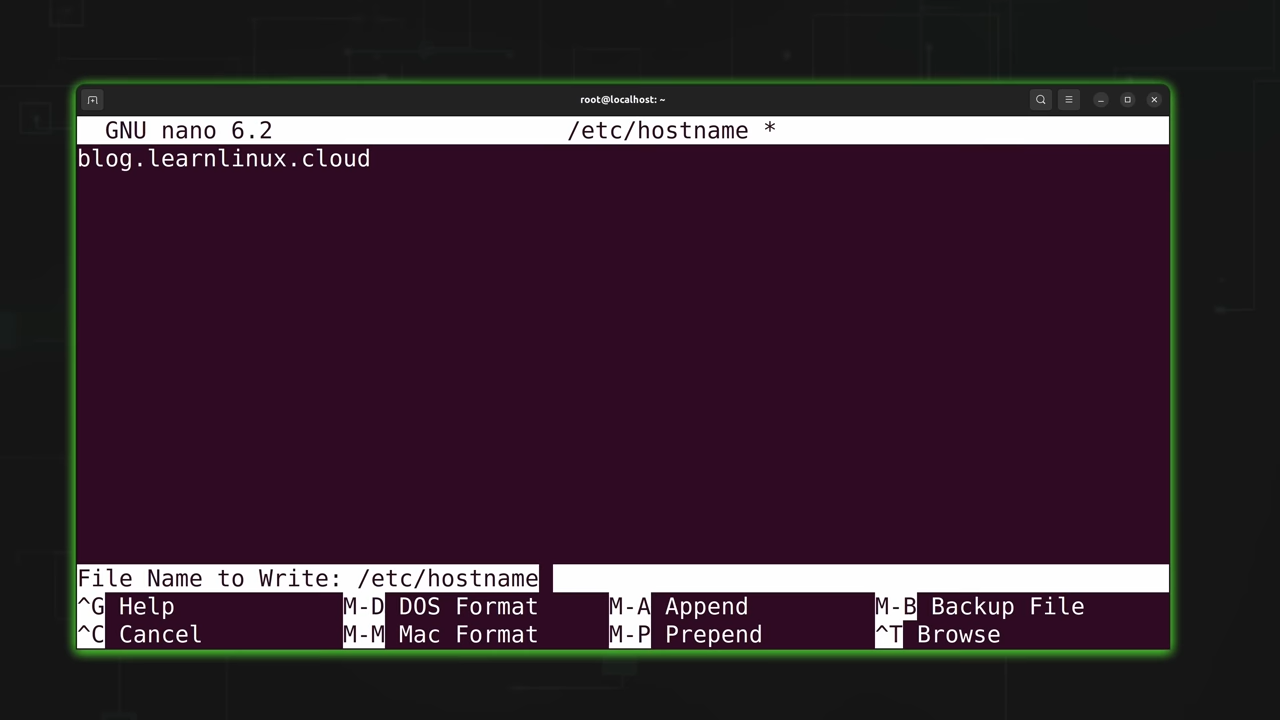 root@localhost: ~
GNU nano 6.2 /etc/hostname *
blog.learnlinux.cloud
File Name to Write: /etc/hostname
^G Help M-D DOS Format M-A Append M-B Backup File
^C Cancel M-M Mac Format M-P Prepend ^T Browse